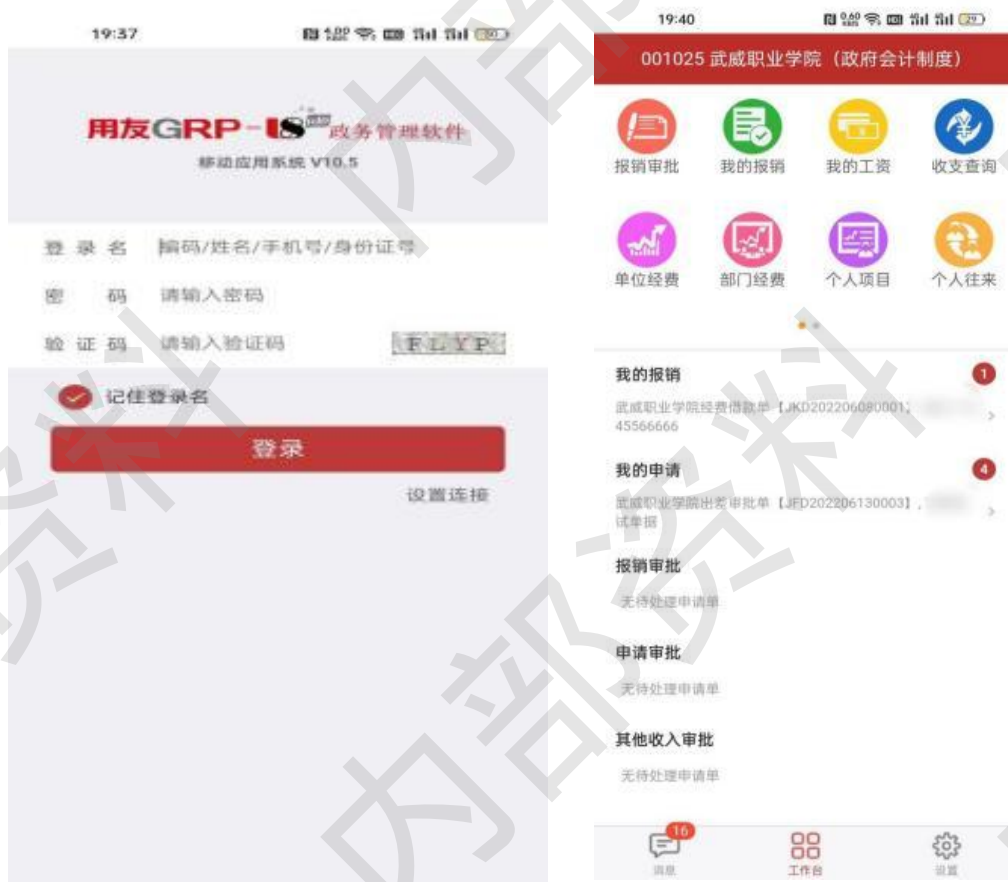 19:37
用友GRP-U8 政务管理软件
移动应用系统 V10.5
登 录 名 编码/姓名/手机号/身份证号
密 码 请输入密码
验 证 码 请输入验证码 FLYP
记住登录名
登录
设置连接
19:40
29
001025 武威职业学院（政府会计制度）
报销审批 我的报销 我的工资 收支查询
单位经费 部门经费 个人项目 个人往来
我的报销 1
武威职业学院经费借款单【JKD202206080001】
45566666
我的申请 4
武威职业学院出差审批单【JFD202206130003】,
试单据
报销审批
无待处理申请单
申请审批
无待处理申请单
其他收入审批
无待处理申请单
16
消息 工作台 设置
内部资料